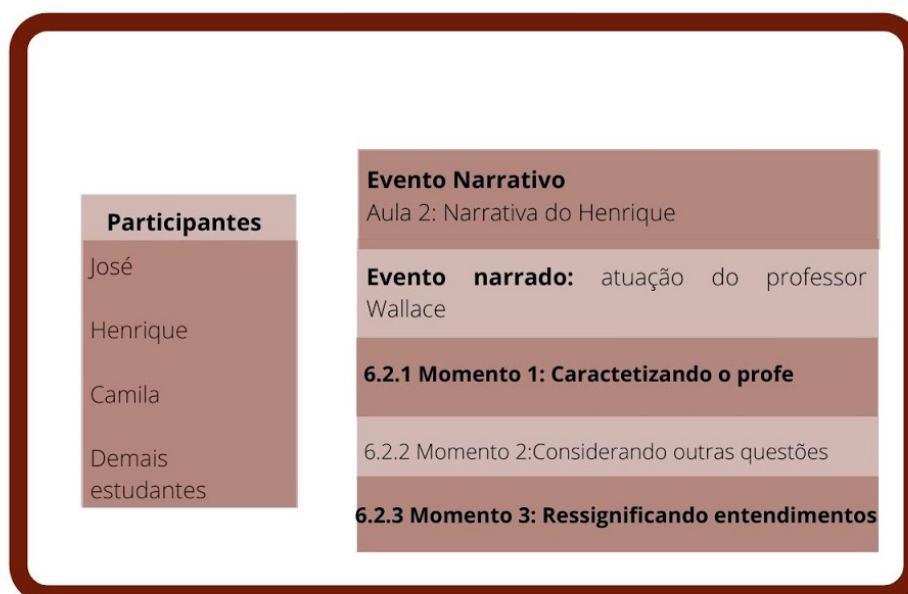 Participantes
José
Henrique
Camila
Demais
estudantes
Evento Narrativo
Aula 2: Narrativa do Henrique
Evento narrado: atuação do professor
Wallace
6.2.1 Momento 1: Caractetizando o profe
6.2.2 Momento 2:Considerando outras questões
6.2.3 Momento 3: Ressignificando entendimentos